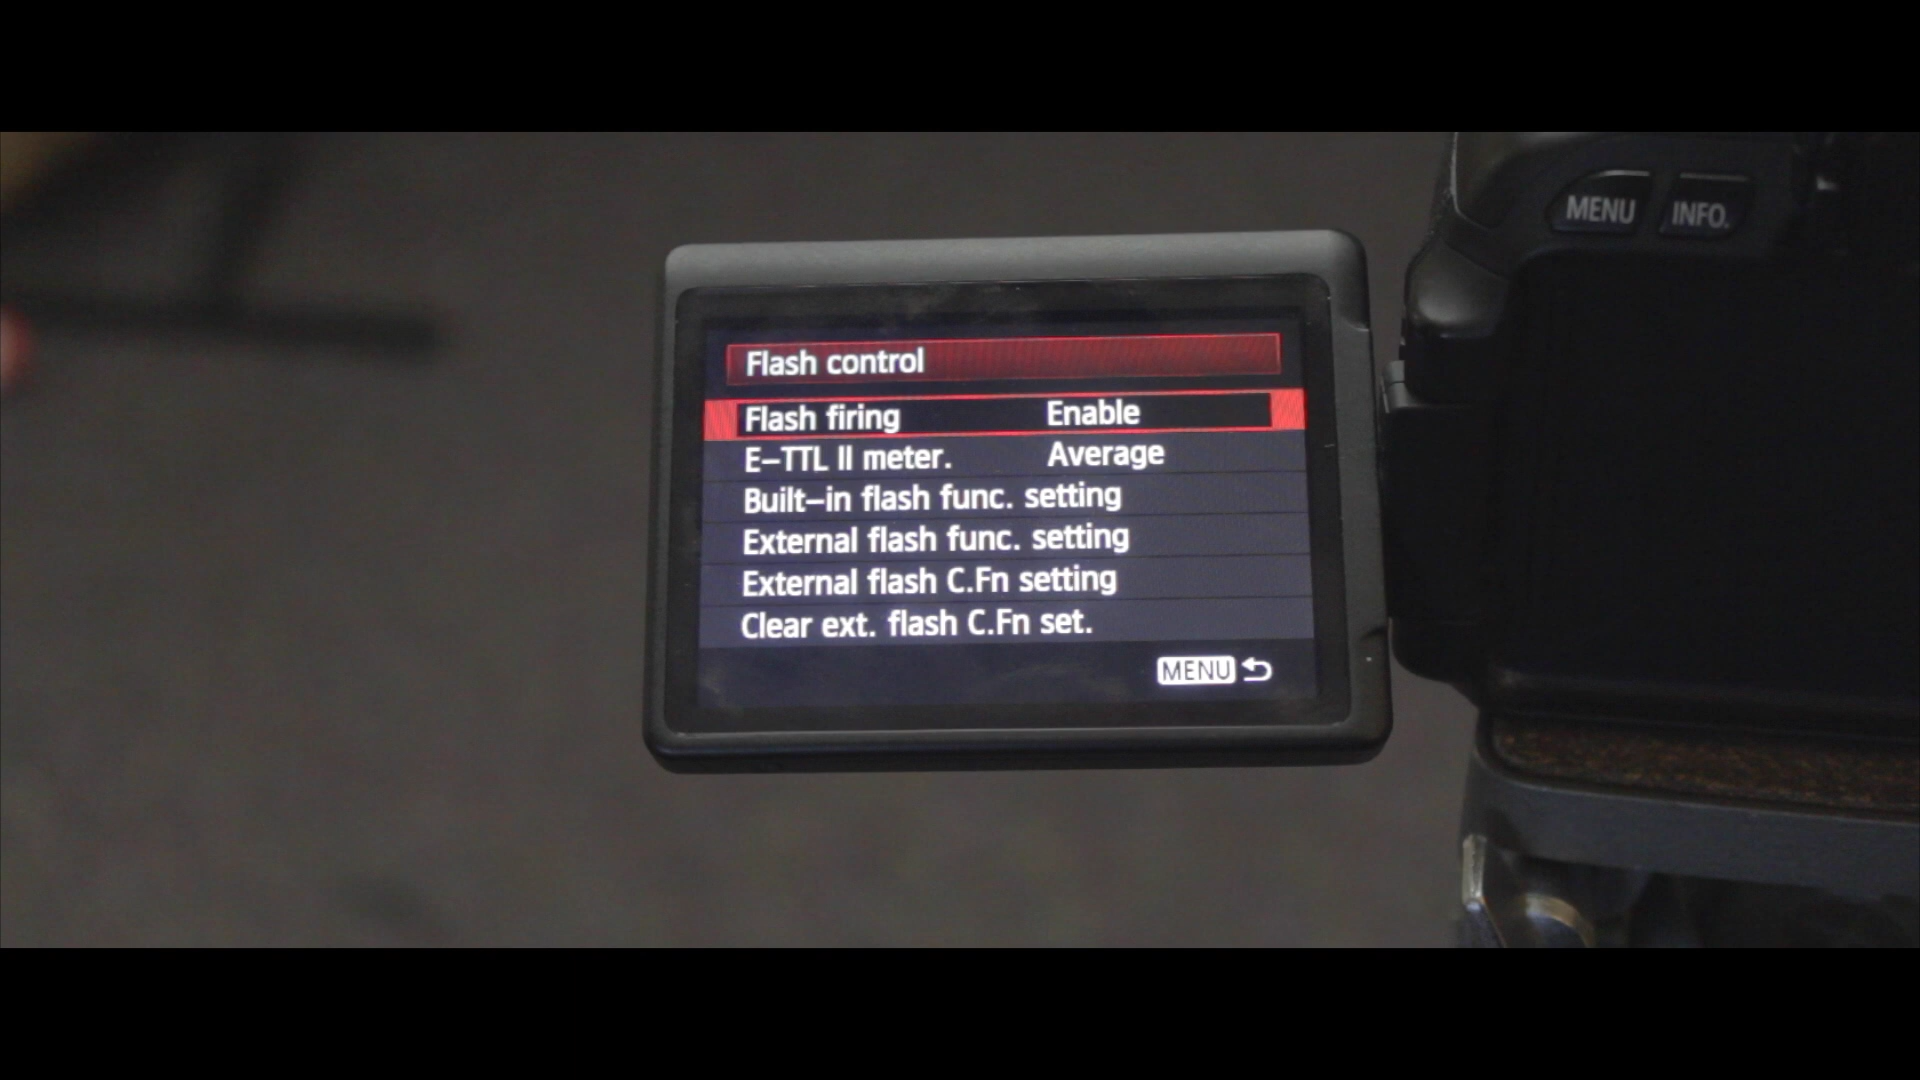 MENU INFO.
Flash control
Flash firing Enable
E-TTL II meter. Average
Built-in flash func. setting
External flash func. setting
External flash C.Fn setting
Clear ext. flash C.Fn set.
MENU